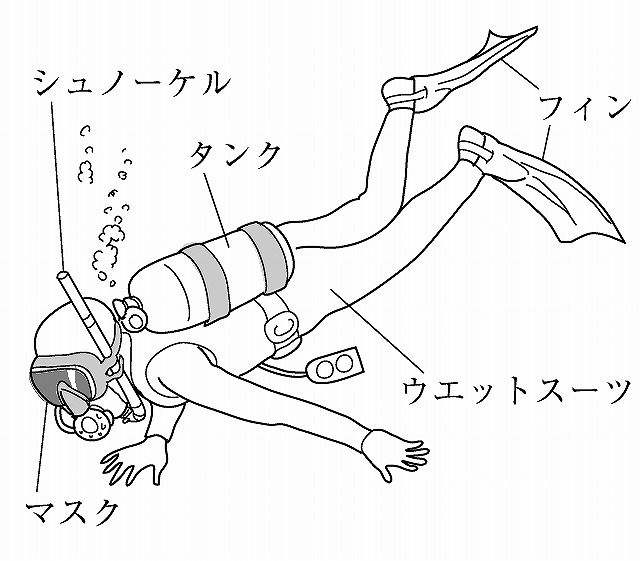 シュノーケル
フィン
タンク
ウエットスーツ
マスク